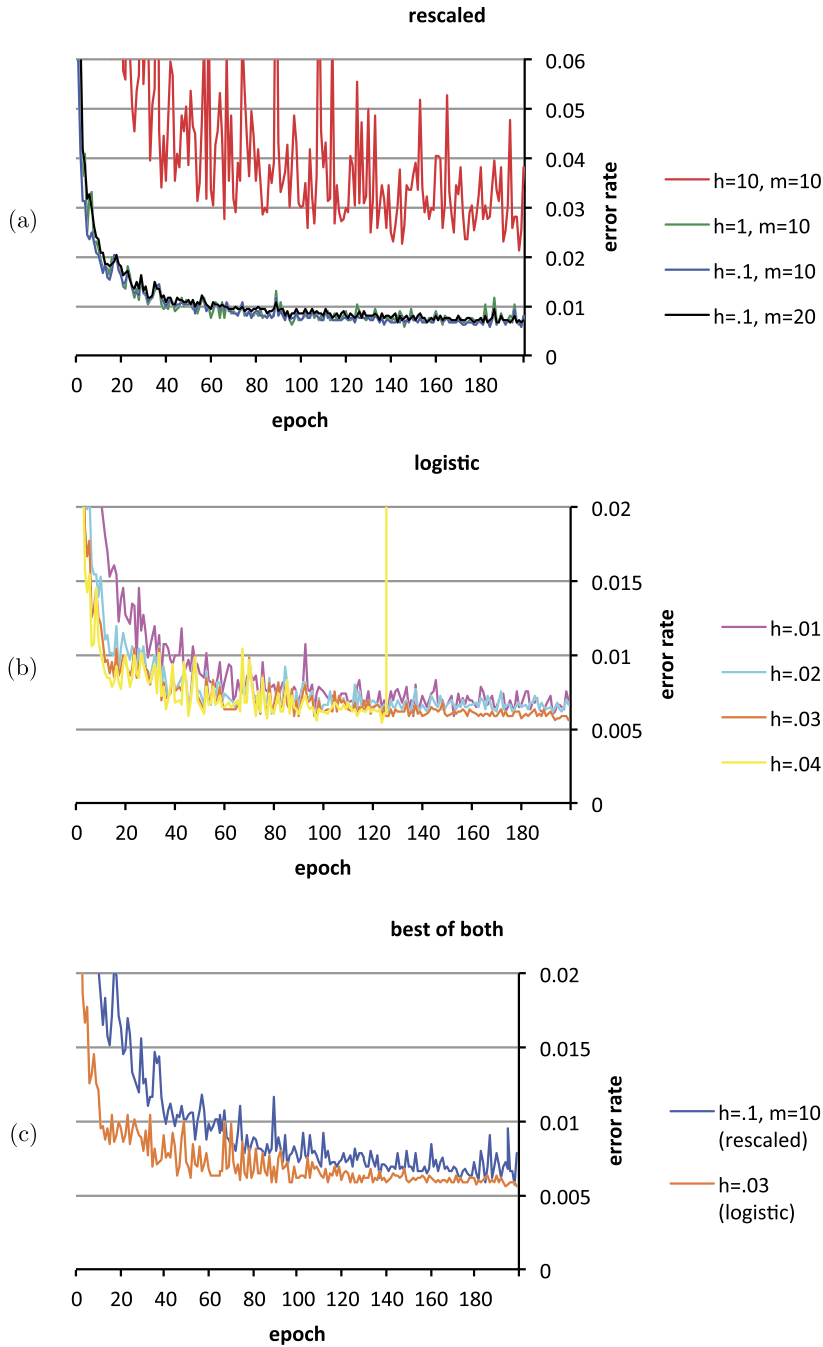 rescaled
(a)
0.06
0.05
0.04
0.03
0.02
0.01
0
error rate
0 20 40 60 80 100 120 140 160 180
epoch
h=10, m=10
h=1, m=10
h=.1, m=10
h=.1, m=20
logistic
(b)
0.02
0.015
0.01
0.005
0
error rate
0 20 40 60 80 100 120 140 160 180
epoch
h=.01
h=.02
h=.03
h=.04
best of both
(c)
0.02
0.015
0.01
0.005
0
error rate
0 20 40 60 80 100 120 140 160 180
epoch
h=.1, m=10
(rescaled)
h=.03
(logistic)